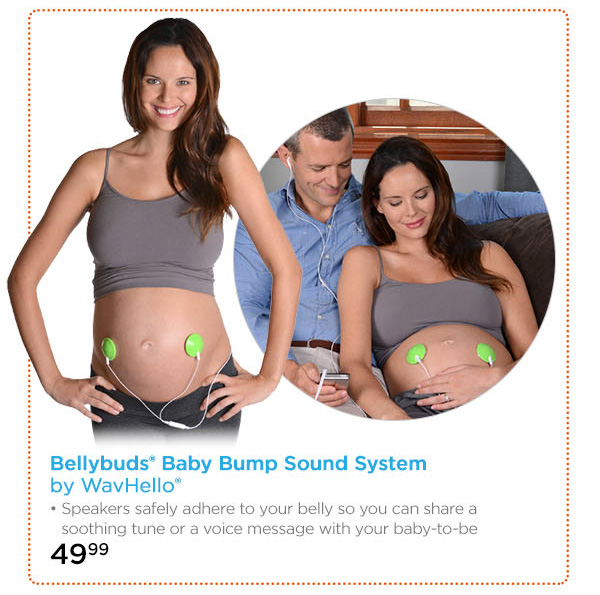 Bellybuds® Baby Bump Sound System
by WavHello®
• Speakers safely adhere to your belly so you can share a
soothing tune or a voice message with your baby-to-be
49⁹⁹